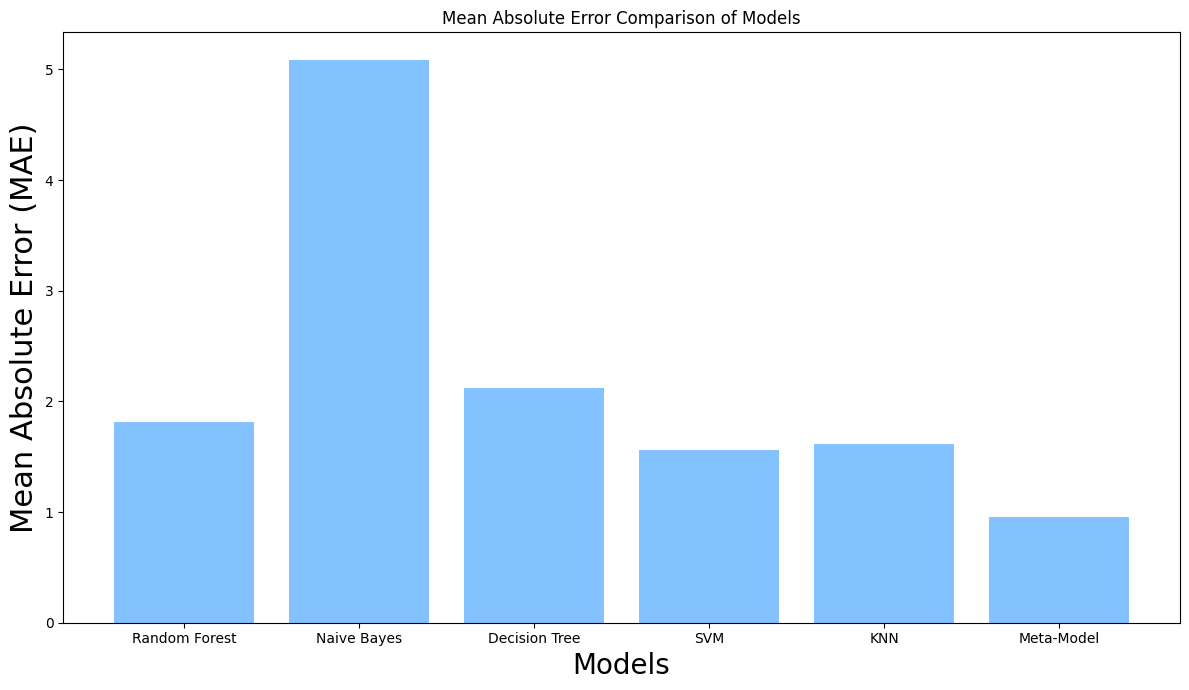 Mean Absolute Error Comparison of Models
Mean Absolute Error (MAE)
5
4
3
2
1
0
Random Forest Naive Bayes Decision Tree SVM KNN Meta-Model
Models